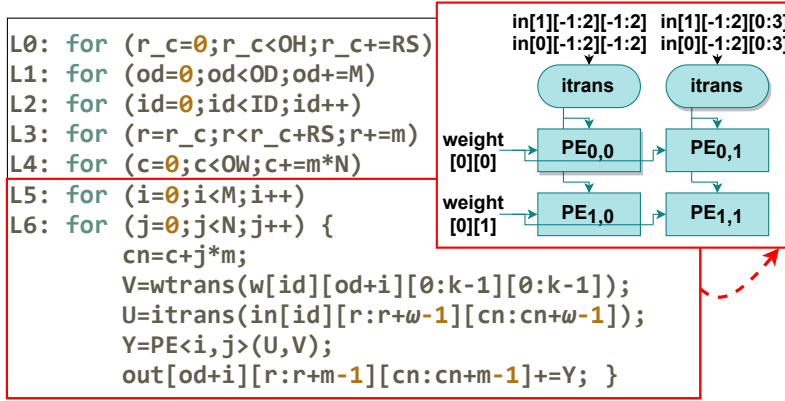 L0: for (r_c=0;r_c<OH;r_c+=RS)
L1: for (od=0;od<OD;od+=M)
L2: for (id=0;id<ID;id++)
L3: for (r=r_c;r<r_c+RS;r+=m)
L4: for (c=0;c<OW;c+=m*N)
L5: for (i=0;i<M;i++)
L6: for (j=0;j<N;j++) {
cn=c+j*m;
V=wtrans(w[id][od+i][0:k-1][0:k-1]);
U=itrans(in[id][r:r+ω-1][cn:cn+ω-1]);
Y=PE<i,j>(U,V);
out[od+i][r:r+m-1][cn:cn+m-1]+=Y; }
in[1][-1:2][-1:2] in[1][-1:2][0:3]
in[0][-1:2][-1:2] in[0][-1:2][0:3]
itrans itrans
weight
[0][0]
PE0,0 PE0,1
weight
[0][1]
PE1,0 PE1,1